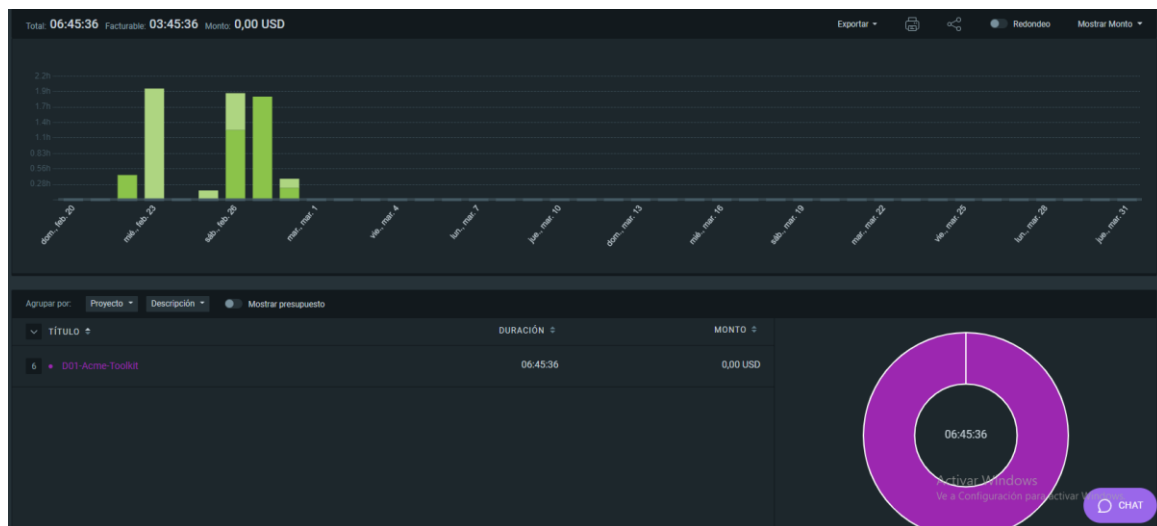 Total: 06:45:36 Facturable: 03:45:36 Monto: 0,00 USD Exportar Redondeo Mostrar Monto
2.2h
1.9h
1.7h
1.4h
1.1h
0.83h
0.56h
0.28h
dom., feb. 20 mié., feb. 23 sáb., feb. 26 mar., mar. 1 vie., mar. 4 lun., mar. 7 jue., mar. 10 dom., mar. 13 mié., mar. 16 sáb., mar. 19 mar., mar. 22 vie., mar. 25 lun., mar. 28 jue., mar. 31
Agrupar por: Proyecto Descripción Mostrar presupuesto
TÍTULO DURACIÓN MONTO
6 • D01-Acme-Toolkit 06:45:36 0,00 USD
06:45:36
Activar Windows
Ve a Configuración para activar Windows.
CHAT